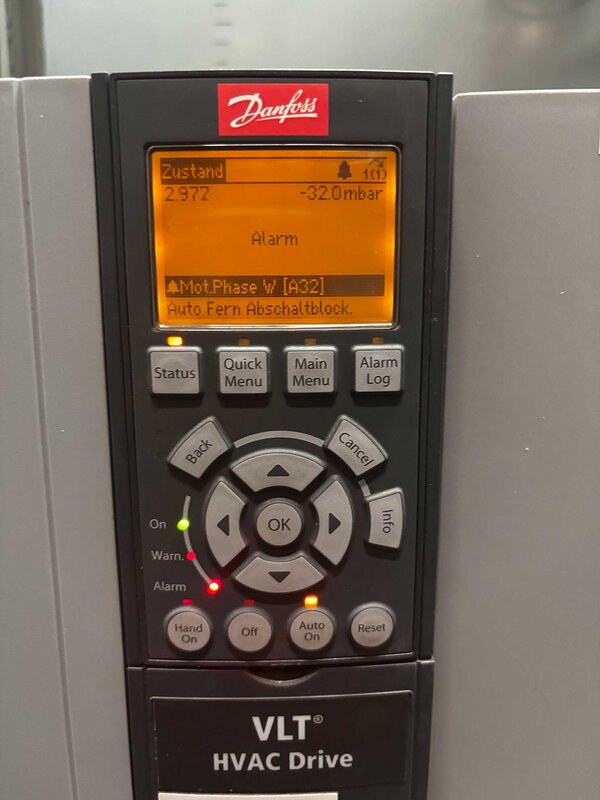 Danfoss
Zustand 1(1)
2.972 -32.0mbar
Alarm
Mot.Phase W [A32]
Auto Fern Abschaltblock.
Status Quick Menu Main Menu Alarm Log
Back Cancel
OK Info
On
Warn.
Alarm
Hand On Off Auto On Reset
VLT®
HVAC Drive